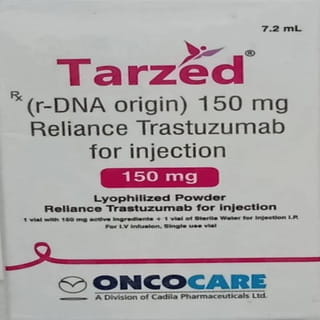 7.2 mL
Tarzed®
Rx (r-DNA origin) 150 mg
Reliance Trastuzumab
for injection
150 mg
Lyophilized Powder
Reliance Trastuzumab for injection
1 vial with 150 mg active ingredients + 1 vial of Sterile Water for Injection I.P.
For I.V infusion, Single use vial
ONCOCARE
A Division of Cadila Pharmaceuticals Ltd.